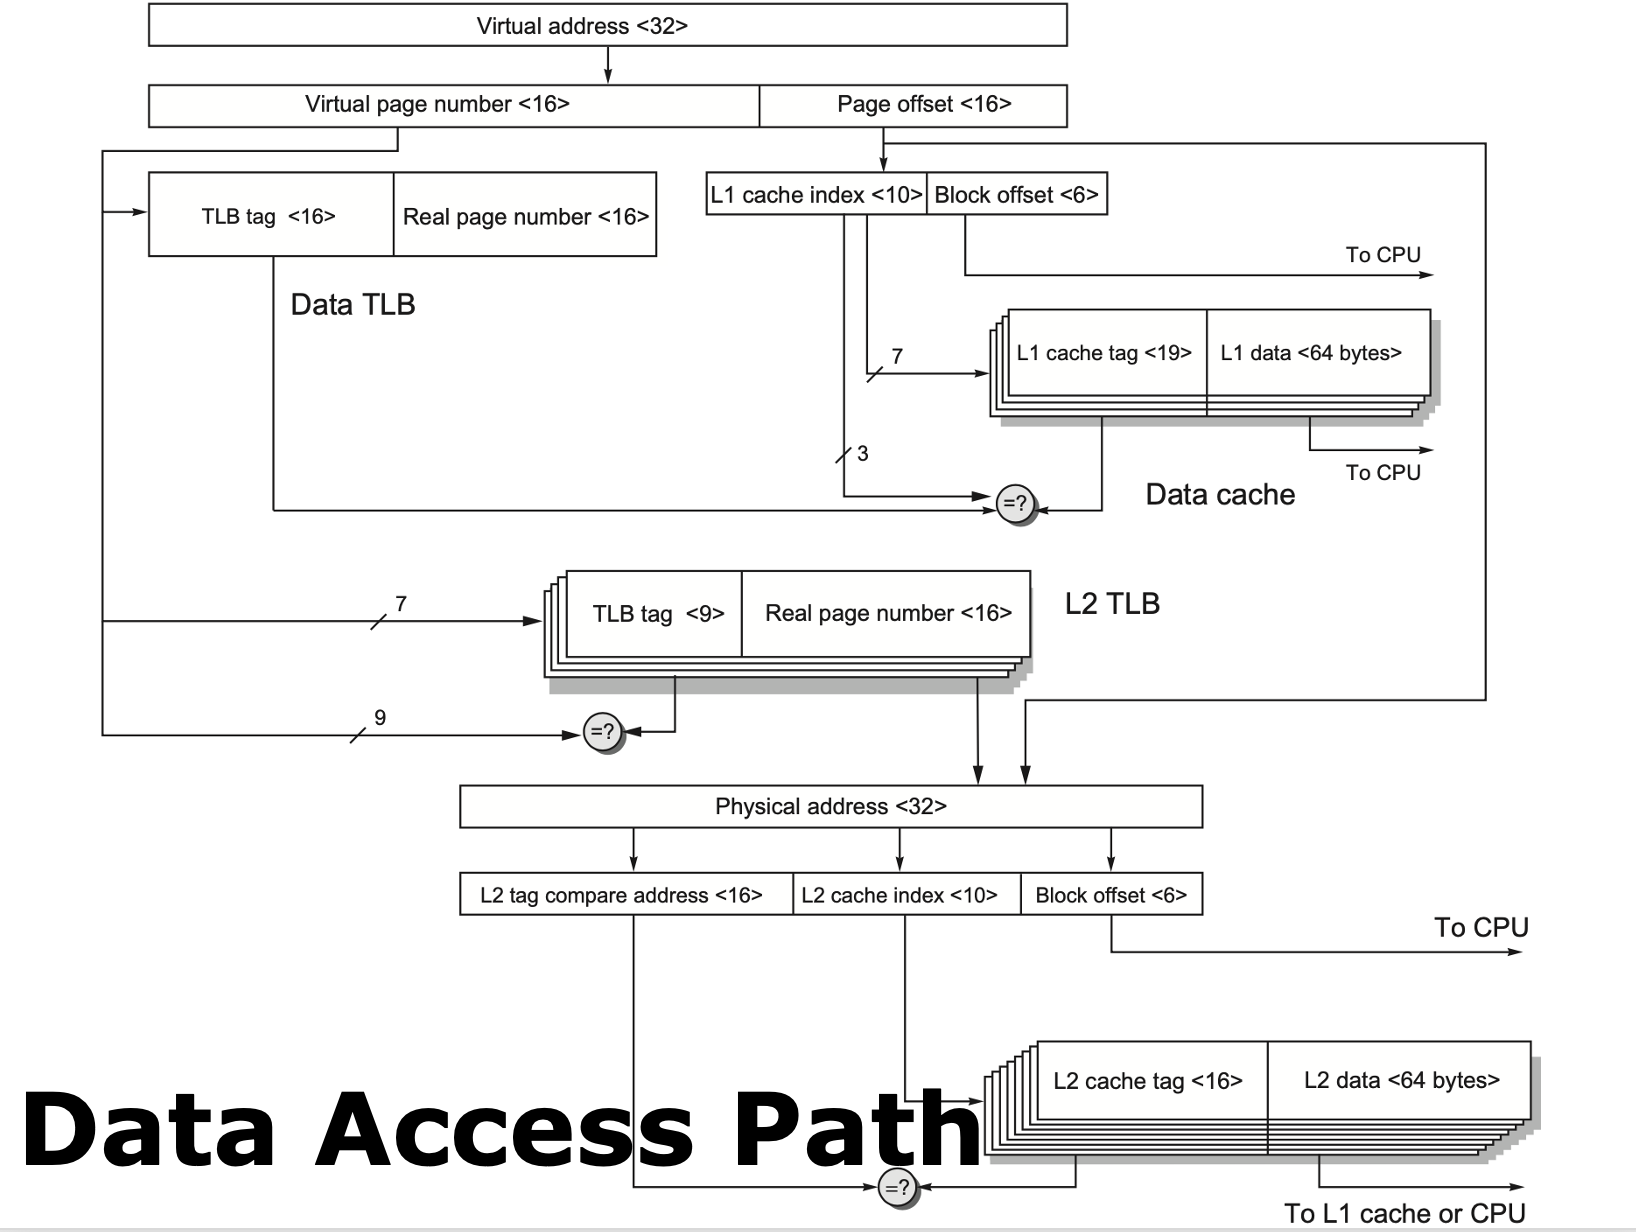 Virtual address <32>
Virtual page number <16>
Page offset <16>
TLB tag <16>
Real page number <16>
L1 cache index <10>
Block offset <6>
To CPU
Data TLB
7
L1 cache tag <19>
L1 data <64 bytes>
3
To CPU
=?
Data cache
7
TLB tag <9>
Real page number <16>
L2 TLB
9
=?
Physical address <32>
L2 tag compare address <16>
L2 cache index <10>
Block offset <6>
To CPU
L2 cache tag <16>
L2 data <64 bytes>
Data Access Path
=?
To L1 cache or CPU